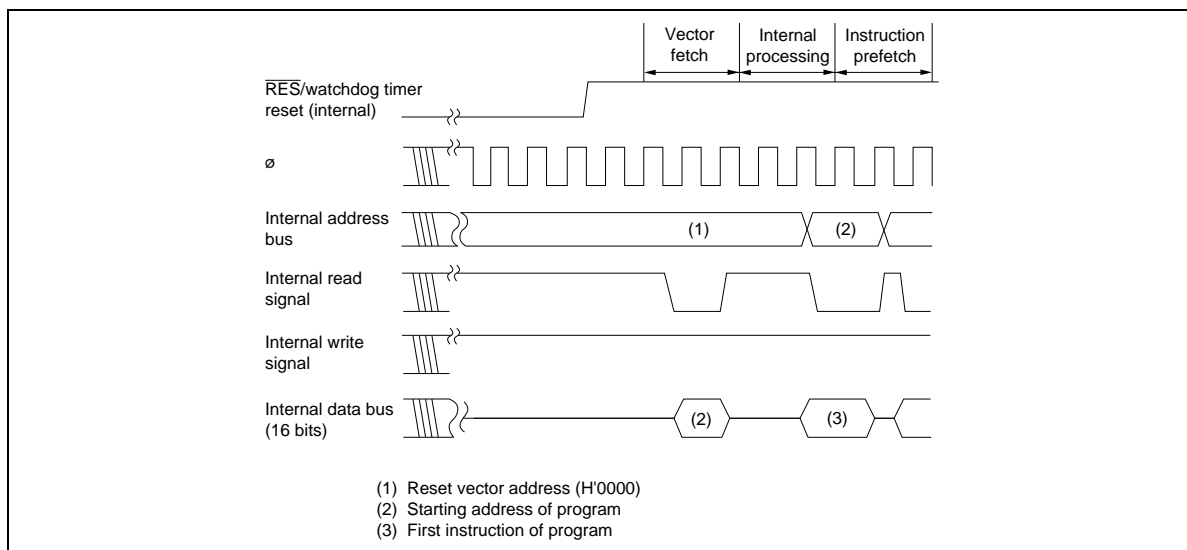 Vector
fetch
Internal
processing
Instruction
prefetch
RES/watchdog timer
reset (internal)
ø
Internal address
bus
(1)
(2)
Internal read
signal
Internal write
signal
Internal data bus
(16 bits)
(2)
(3)
(1) Reset vector address (H'0000)
(2) Starting address of program
(3) First instruction of program